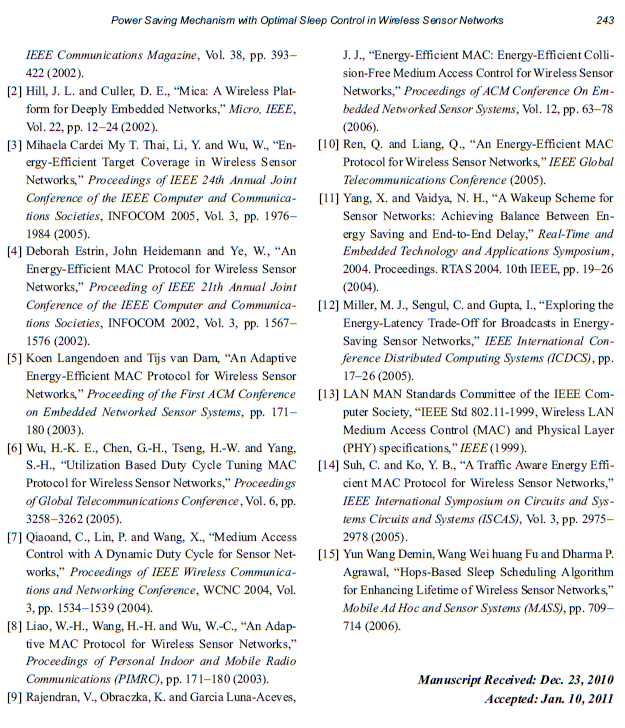 Power Saving Mechanism with Optimal Sleep Control in Wireless Sensor Networks 243
IEEE Communications Magazine, Vol. 38, pp. 393–
422 (2002).
[2] Hill, J. L. and Culler, D. E., “Mica: A Wireless Plat-
form for Deeply Embedded Networks,” Micro, IEEE,
Vol. 22, pp. 12–24 (2002).
[3] Mihaela Cardei My T. Thai, Li, Y. and Wu, W., “En-
ergy-Efficient Target Coverage in Wireless Sensor
Networks,” Proceedings of IEEE 24th Annual Joint
Conference of the IEEE Computer and Communica-
tions Societies, INFOCOM 2005, Vol. 3, pp. 1976–
1984 (2005).
[4] Deborah Estrin, John Heidemann and Ye, W., “An
Energy-Efficient MAC Protocol for Wireless Sensor
Networks,” Proceeding of IEEE 21th Annual Joint
Conference of the IEEE Computer and Communica-
tions Societies, INFOCOM 2002, Vol. 3, pp. 1567–
1576 (2002).
[5] Koen Langendoen and Tijs van Dam, “An Adaptive
Energy-Efficient MAC Protocol for Wireless Sensor
Networks,” Proceeding of the First ACM Conference
on Embedded Networked Sensor Systems, pp. 171–
180 (2003).
[6] Wu, H.-K. E., Chen, G.-H., Tseng, H.-W. and Yang,
S.-H., “Utilization Based Duty Cycle Tuning MAC
Protocol for Wireless Sensor Networks,” Proceedings
of Global Telecommunications Conference, Vol. 6, pp.
3258–3262 (2005).
[7] Qiaoand, C., Lin, P. and Wang, X., “Medium Access
Control with A Dynamic Duty Cycle for Sensor Net-
works,” Proceedings of IEEE Wireless Communica-
tions and Networking Conference, WCNC 2004, Vol.
3, pp. 1534–1539 (2004).
[8] Liao, W.-H., Wang, H.-H. and Wu, W.-C., “An Adap-
tive MAC Protocol for Wireless Sensor Networks,”
Proceedings of Personal Indoor and Mobile Radio
Communications (PIMRC), pp. 171–180 (2003).
[9] Rajendran, V., Obraczka, K. and Garcia Luna-Aceves,
J. J., “Energy-Efficient MAC: Energy-Efficient Colli-
sion-Free Medium Access Control for Wireless Sensor
Networks,” Proceedings of ACM Conference On Em-
bedded Networked Sensor Systems, Vol. 12, pp. 63–78
(2006).
[10] Ren, Q. and Liang, Q., “An Energy-Efficient MAC
Protocol for Wireless Sensor Networks,” IEEE Global
Telecommunications Conference (2005).
[11] Yang, X. and Vaidya, N. H., “A Wakeup Scheme for
Sensor Networks: Achieving Balance Between En-
ergy Saving and End-to-End Delay,” Real-Time and
Embedded Technology and Applications Symposium,
2004. Proceedings. RTAS 2004. 10th IEEE, pp. 19–26
(2004).
[12] Miller, M. J., Sengul, C. and Gupta, I., “Exploring the
Energy-Latency Trade-Off for Broadcasts in Energy-
Saving Sensor Networks,” IEEE International Con-
ference Distributed Computing Systems (ICDCS), pp.
17–26 (2005).
[13] LAN MAN Standards Committee of the IEEE Com-
puter Society, “IEEE Std 802.11-1999, Wireless LAN
Medium Access Control (MAC) and Physical Layer
(PHY) specifications,” IEEE (1999).
[14] Suh, C. and Ko, Y. B., “A Traffic Aware Energy Effi-
cient MAC Protocol for Wireless Sensor Networks,”
IEEE International Symposium on Circuits and Sys-
tems Circuits and Systems (ISCAS), Vol. 3, pp. 2975–
2978 (2005).
[15] Yun Wang Demin, Wang Wei huang Fu and Dharma P.
Agrawal, “Hops-Based Sleep Scheduling Algorithm
for Enhancing Lifetime of Wireless Sensor Networks,”
Mobile Ad Hoc and Sensor Systems (MASS), pp. 709–
714 (2006).
Manuscript Received: Dec. 23, 2010
Accepted: Jan. 10, 2011